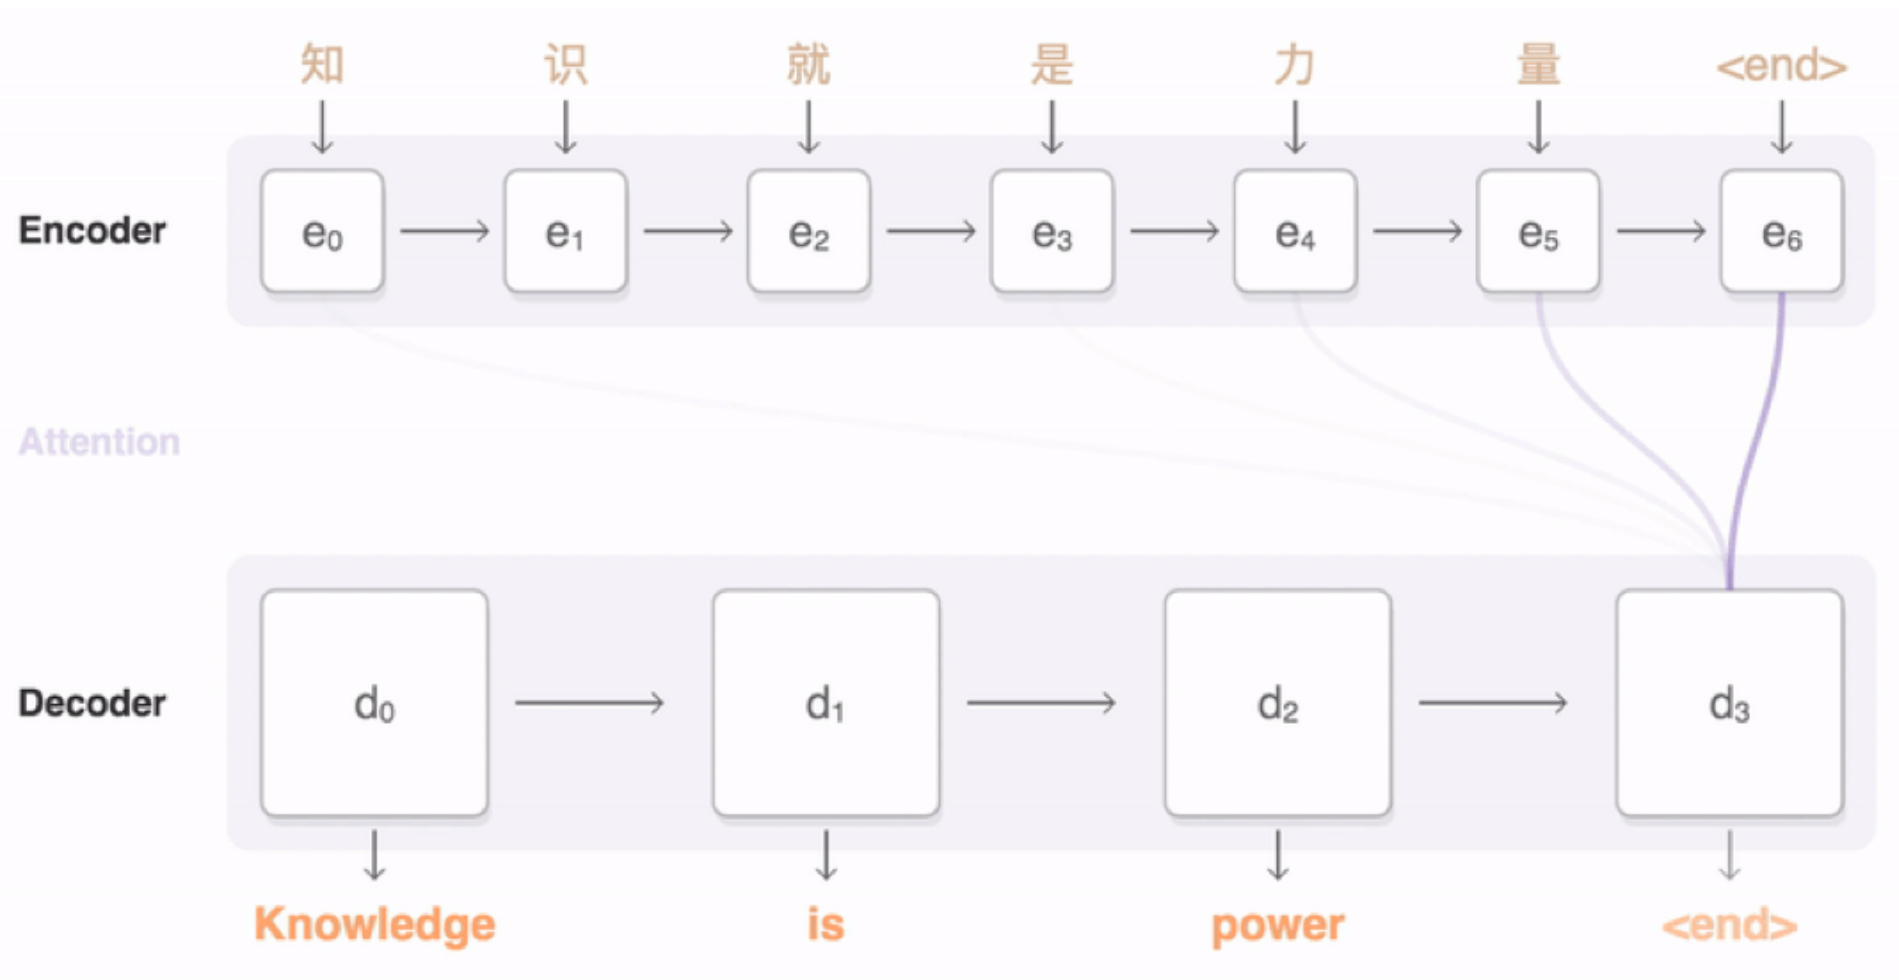 知 识 就 是 力 量 <end>
Encoder e₀ e₁ e₂ e₃ e₄ e₅ e₆
Attention
Decoder d₀ d₁ d₂ d₃
Knowledge is power <end>